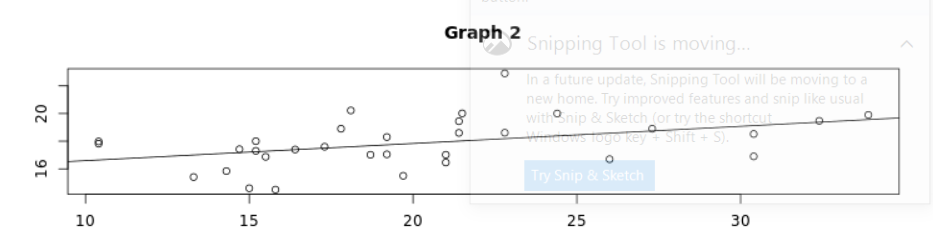 button.
Graph 2
Snipping Tool is moving...
In a future update, Snipping Tool will be moving to a
new home. Try improved features and snip like usual
with Snip & Sketch (or try the shortcut
Windows logo key + Shift + S).
Try Snip & Sketch
20
16
10 15 20 25 30